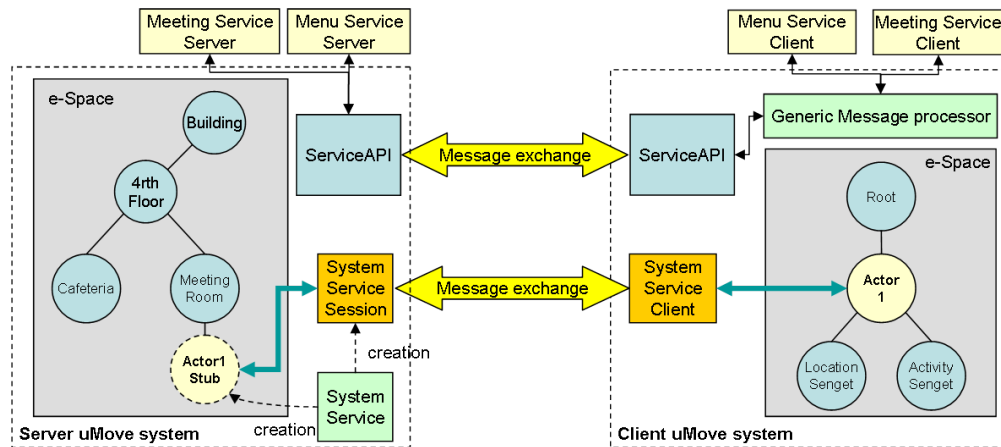 Meeting Service
Server
Menu Service
Server
Menu Service
Client
Meeting Service
Client
e-Space
Building
4rth
Floor
Cafeteria
Meeting
Room
Actor1
Stub
ServiceAPI
Message exchange
ServiceAPI
Generic Message processor
e-Space
Root
System
Service
Session
Message exchange
System
Service
Client
Actor
1
Location
Senget
Activity
Senget
creation
System
Service
creation
Server uMove system
Client uMove system